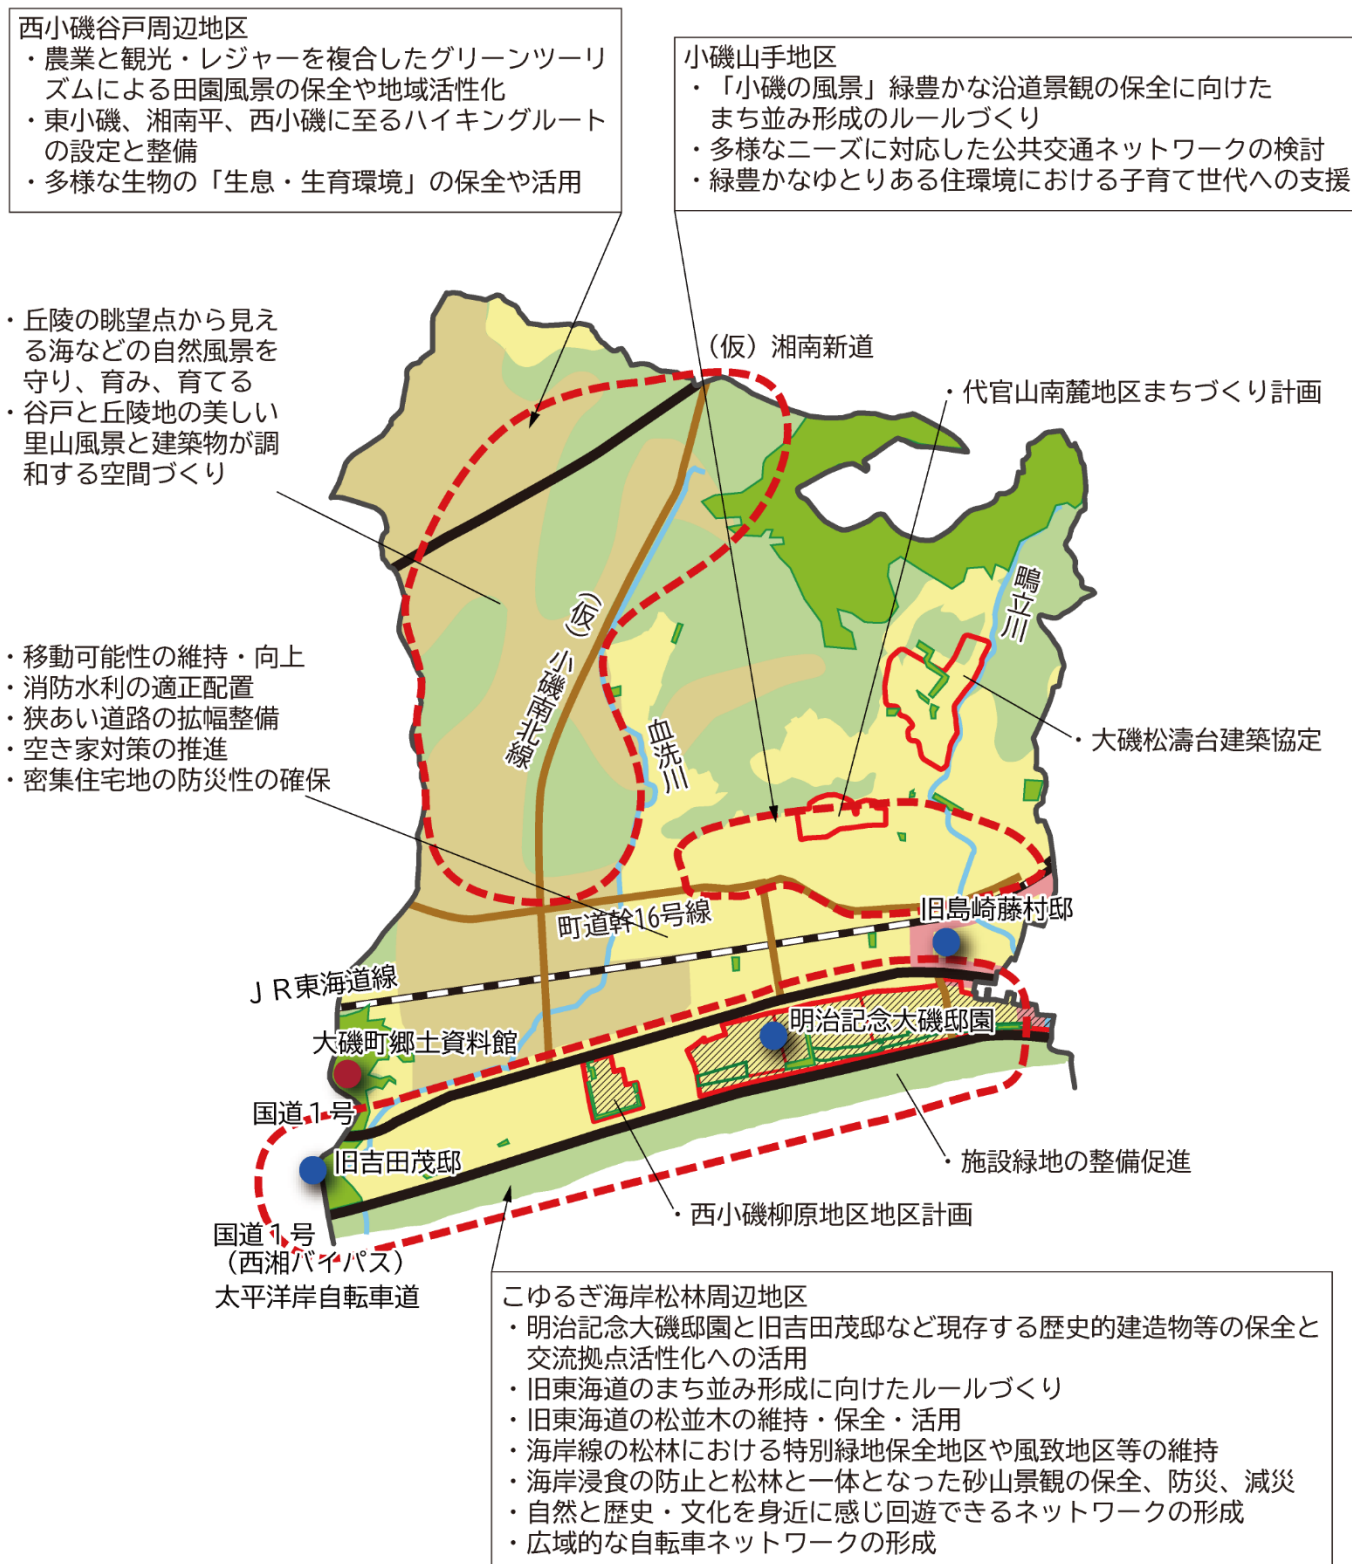 西小磯谷戸周辺地区
・農業と観光・レジャーを複合したグリーンツーリ
ズムによる田園風景の保全や地域活性化
・東小磯、湘南平、西小磯に至るハイキングルート
の設定と整備
・多様な生物の「生息・生育環境」の保全や活用
小磯山手地区
・「小磯の風景」緑豊かな沿道景観の保全に向けた
まち並み形成のルールづくり
・多様なニーズに対応した公共交通ネットワークの検討
・緑豊かなゆとりある住環境における子育て世代への支援
・丘陵の眺望点から見え
る海などの自然風景を
守り、育み、育てる
・谷戸と丘陵地の美しい
里山風景と建築物が調
和する空間づくり
（仮）湘南新道
・代官山南麓地区まちづくり計画
鴫立川
（仮）小磯南北線
・移動可能性の維持・向上
・消防水利の適正配置
・狭あい道路の拡幅整備
・空き家対策の推進
・密集住宅地の防災性の確保
血洗川
・大磯松濤台建築協定
町道幹16号線
旧島崎藤村邸
ＪＲ東海道線
大磯町郷土資料館
明治記念大磯邸園
国道１号
旧吉田茂邸
・施設緑地の整備促進
・西小磯柳原地区地区計画
国道１号
（西湘バイパス）
太平洋岸自転車道
こゆるぎ海岸松林周辺地区
・明治記念大磯邸園と旧吉田茂邸など現存する歴史的建造物等の保全と
交流拠点活性化への活用
・旧東海道のまち並み形成に向けたルールづくり
・旧東海道の松並木の維持・保全・活用
・海岸線の松林における特別緑地保全地区や風致地区等の維持
・海岸浸食の防止と松林と一体となった砂山景観の保全、防災、減災
・自然と歴史・文化を身近に感じ回遊できるネットワークの形成
・広域的な自転車ネットワークの形成